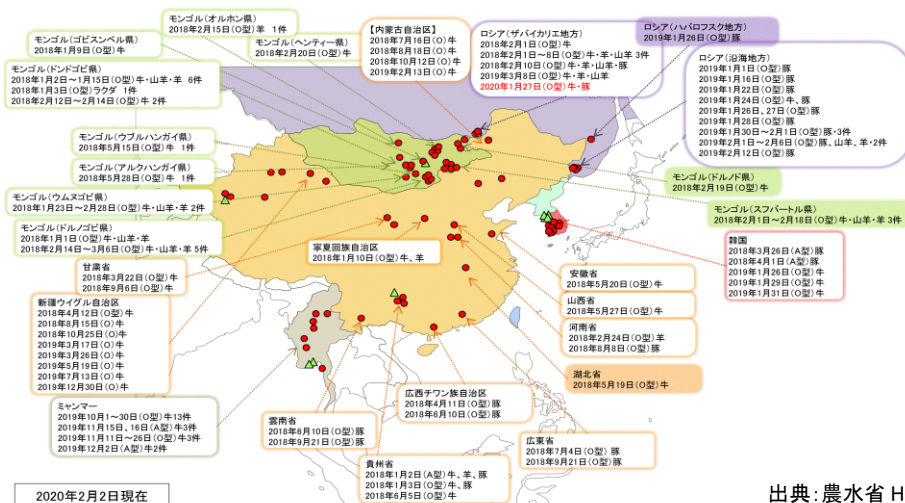 モンゴル(オルホン県)
2018年2月15日(O型)羊 1件
モンゴル(ゴビスンベル県)
2018年1月9日(O型)牛
モンゴル(ヘンティー県)
2018年2月20日(O型)牛
モンゴル(ドンドゴビ県)
2018年1月2日～1月15日(O型)牛・山羊・羊 6件
2018年1月3日(O型)ラクダ 1件
2018年2月12日～2月14日(O型)牛 2件
モンゴル(ウブルハンガイ県)
2018年5月15日(O型)牛 1件
モンゴル(アルクハンガイ県)
2018年5月28日(O型)牛 1件
モンゴル(ウムヌゴビ県)
2018年1月23日～2月28日(O型)牛・山羊・羊 2件
モンゴル(ドルノゴビ県)
2018年1月1日(O型)牛・山羊・羊
2018年2月14日～3月6日(O型)牛・山羊・羊 5件
【内蒙古自治区】
2018年7月16日(O型)牛
2018年8月18日(O型)牛
2018年10月12日(O型)牛
2019年2月13日(O型)牛
ロシア(ザバイカリエ地方)
2018年2月1日(O型)牛
2018年2月1日～8日(O型)牛・羊・山羊 3件
2018年2月10日(O型)牛・羊・山羊・豚
2019年3月8日(O型)牛・羊・山羊
2020年1月27日(O型)牛・豚
ロシア(ハバロフスク地方)
2019年1月26日(O型)豚
ロシア(沿海地方)
2019年1月1日(O型)豚
2019年1月16日(O型)豚
2019年1月22日(O型)豚
2019年1月24日(O型)牛、豚
2019年1月26日、27日(O型)豚
2019年1月28日(O型)豚
2019年1月30日～2月1日(O型)豚・3件
2019年2月1日～2月6日(O型)豚、山羊、羊・2件
2019年2月12日(O型)豚
モンゴル(ドルノド県)
2018年2月19日(O型)牛
モンゴル(スフバートル県)
2018年2月1日～2月18日(O型)牛・山羊・羊 3件
韓国
2018年3月26日(A型)豚
2018年4月1日(A型)豚
2019年1月26日(O型)牛
2019年1月29日(O型)牛
2019年1月31日(O型)牛
寧夏回族自治区
2018年1月10日(O型)牛、羊
甘粛省
2018年3月22日(O型)牛
2018年9月6日(O型)牛
新疆ウイグル自治区
2018年4月12日(O型)牛
2018年8月15日(O)牛
2018年10月25日(O)牛
2019年3月17日(O)牛
2019年3月26日(O)牛
2019年5月19日(O)牛
2019年7月13日(O)牛
2019年12月30日(O)牛
安徽省
2018年5月20日(O型)牛
山西省
2018年5月27日(O型)牛
河南省
2018年2月24日(O型)羊
2018年8月8日(O型)豚
湖北省
2018年5月19日(O型)牛
ミャンマー
2019年10月1～30日(O型)牛13件
2019年11月15日、16日(A型)牛3件
2019年11月11日～26日(O型)牛3件
2019年12月2日(A型)牛2件
広西チワン族自治区
2018年4月11日(O型)豚
2018年6月10日(O型)豚
雲南省
2018年6月10日(O型)豚
2018年9月21日(O型)豚
広東省
2018年7月4日(O型)豚
2018年9月21日(O型)豚
貴州省
2018年1月2日(A型)牛、羊、豚
2018年1月3日(O型)牛、豚
2018年6月5日(O型)牛
2020年2月2日現在
出典:農水省 H